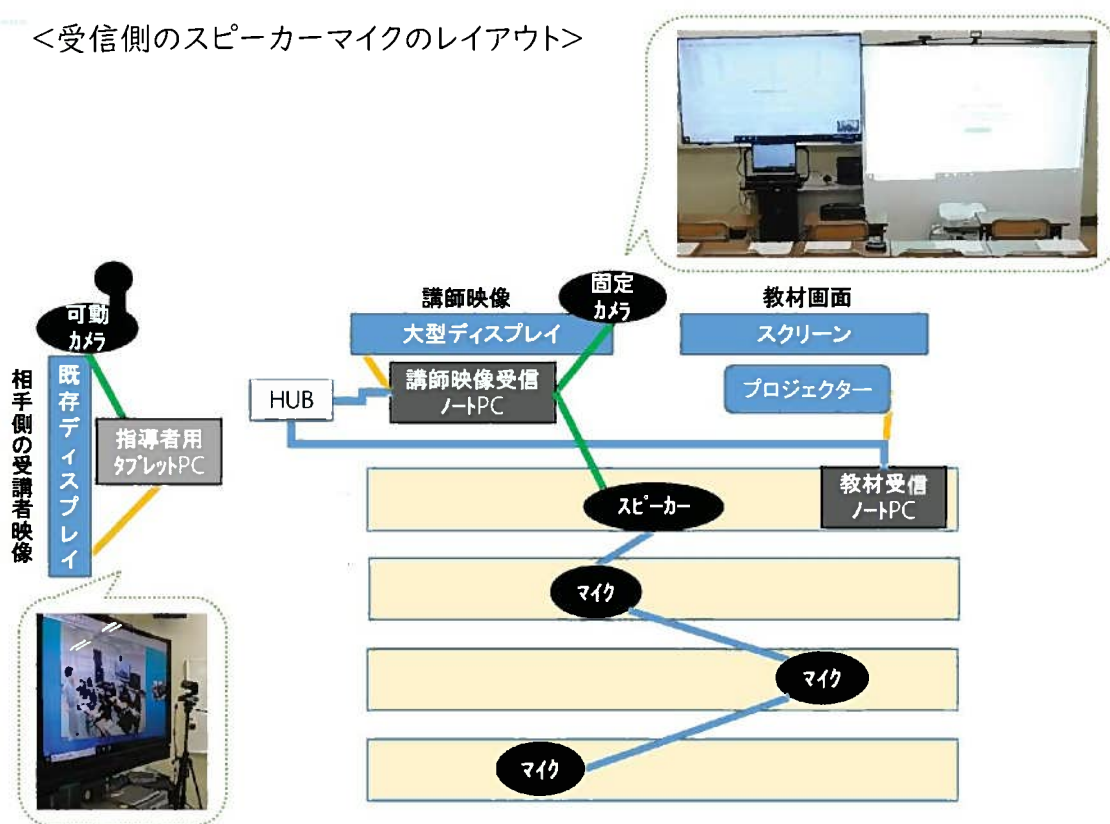 ＜受信側のスピーカーマイクのレイアウト＞
可動
カメラ
相手側の受講者映像
既存ディスプレイ
指導者用
タブレットPC
講師映像
大型ディスプレイ
固定
カメラ
教材画面
スクリーン
HUB
講師映像受信
ノートPC
プロジェクター
教材受信
ノートPC
スピーカー
マイク
マイク
マイク